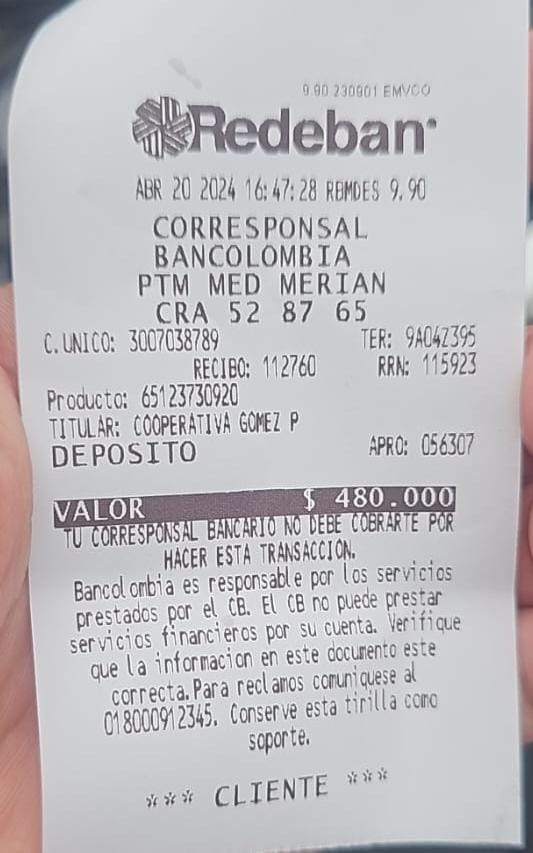 9.90 230901 EMVCO
Redeban
ABR 20 2024 16:47:28 RBMDES 9.90
CORRESPONSAL
BANCOLOMBIA
PTM MED MERIAN
CRA 52 87 65
C.UNICO: 3007038789 TER: 9A04Z395
RECIBO: 112760 RRN: 115923
Producto: 65123730920
TITULAR: COOPERATIVA GOMEZ P
DEPOSITO APRO: 056307
VALOR $ 480.000
TU CORRESPONSAL BANCARIO NO DEBE COBRARTE POR
HACER ESTA TRANSACCION.
Bancolombia es responsable por los servicios
prestados por el CB. El CB no puede prestar
servicios financieros por su cuenta. Verifique
que la informacion en este documento este
correcta. Para reclamos comuniquese al
018000912345. Conserve esta tirilla como
soporte.
*** CLIENTE ***